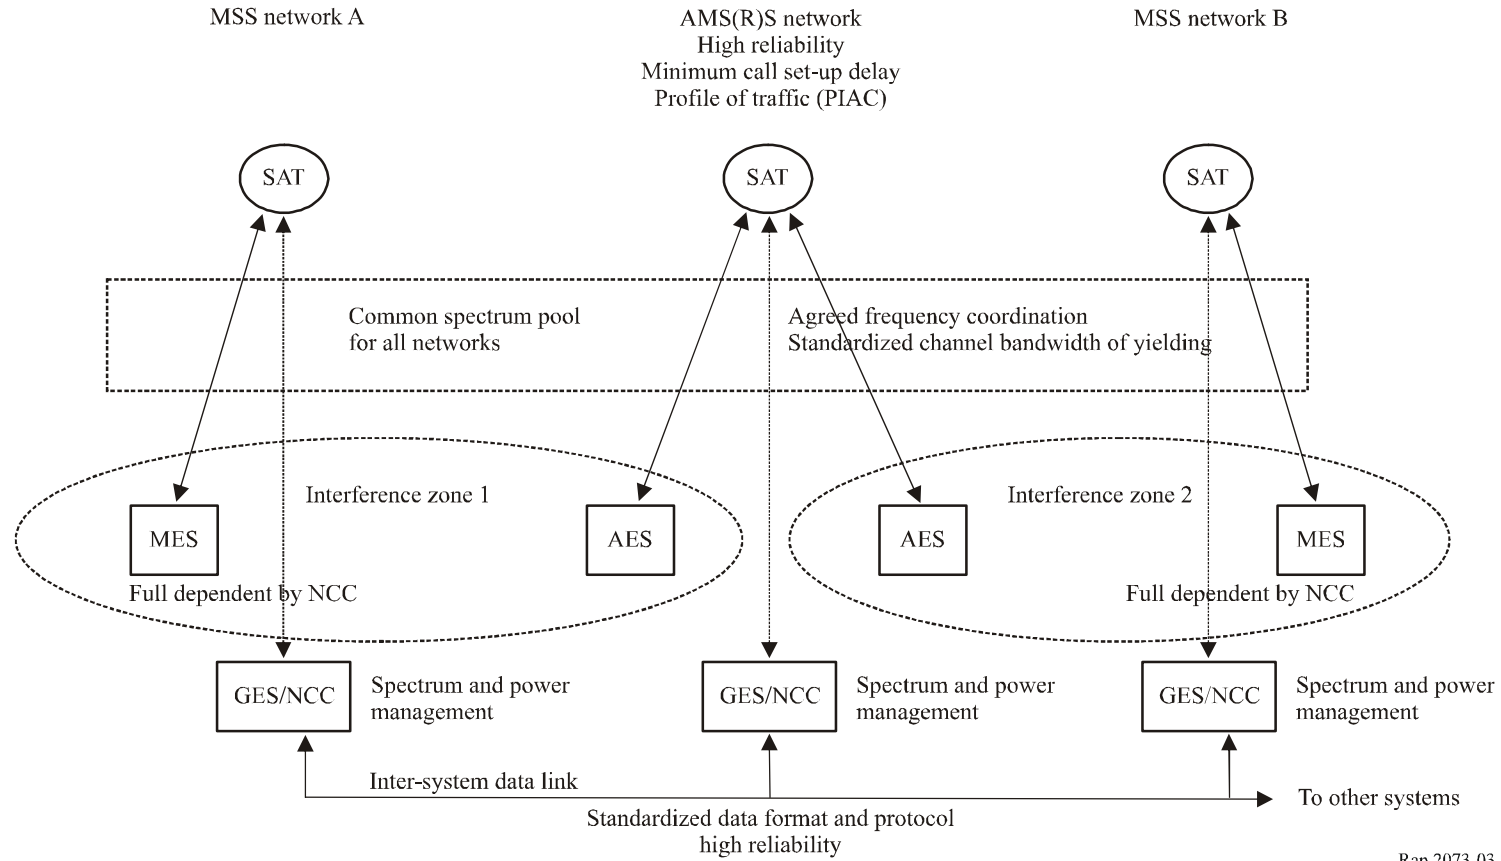 MSS network A
AMS(R)S network
High reliability
Minimum call set-up delay
Profile of traffic (PIAC)
MSS network B
SAT
SAT
SAT
Common spectrum pool
for all networks
Agreed frequency coordination
Standardized channel bandwidth of yielding
Interference zone 1
Interference zone 2
MES
AES
AES
MES
Full dependent by NCC
Full dependent by NCC
GES/NCC
Spectrum and power
management
GES/NCC
Spectrum and power
management
GES/NCC
Spectrum and power
management
Inter-system data link
To other systems
Standardized data format and protocol
high reliability
Rap 2073-03